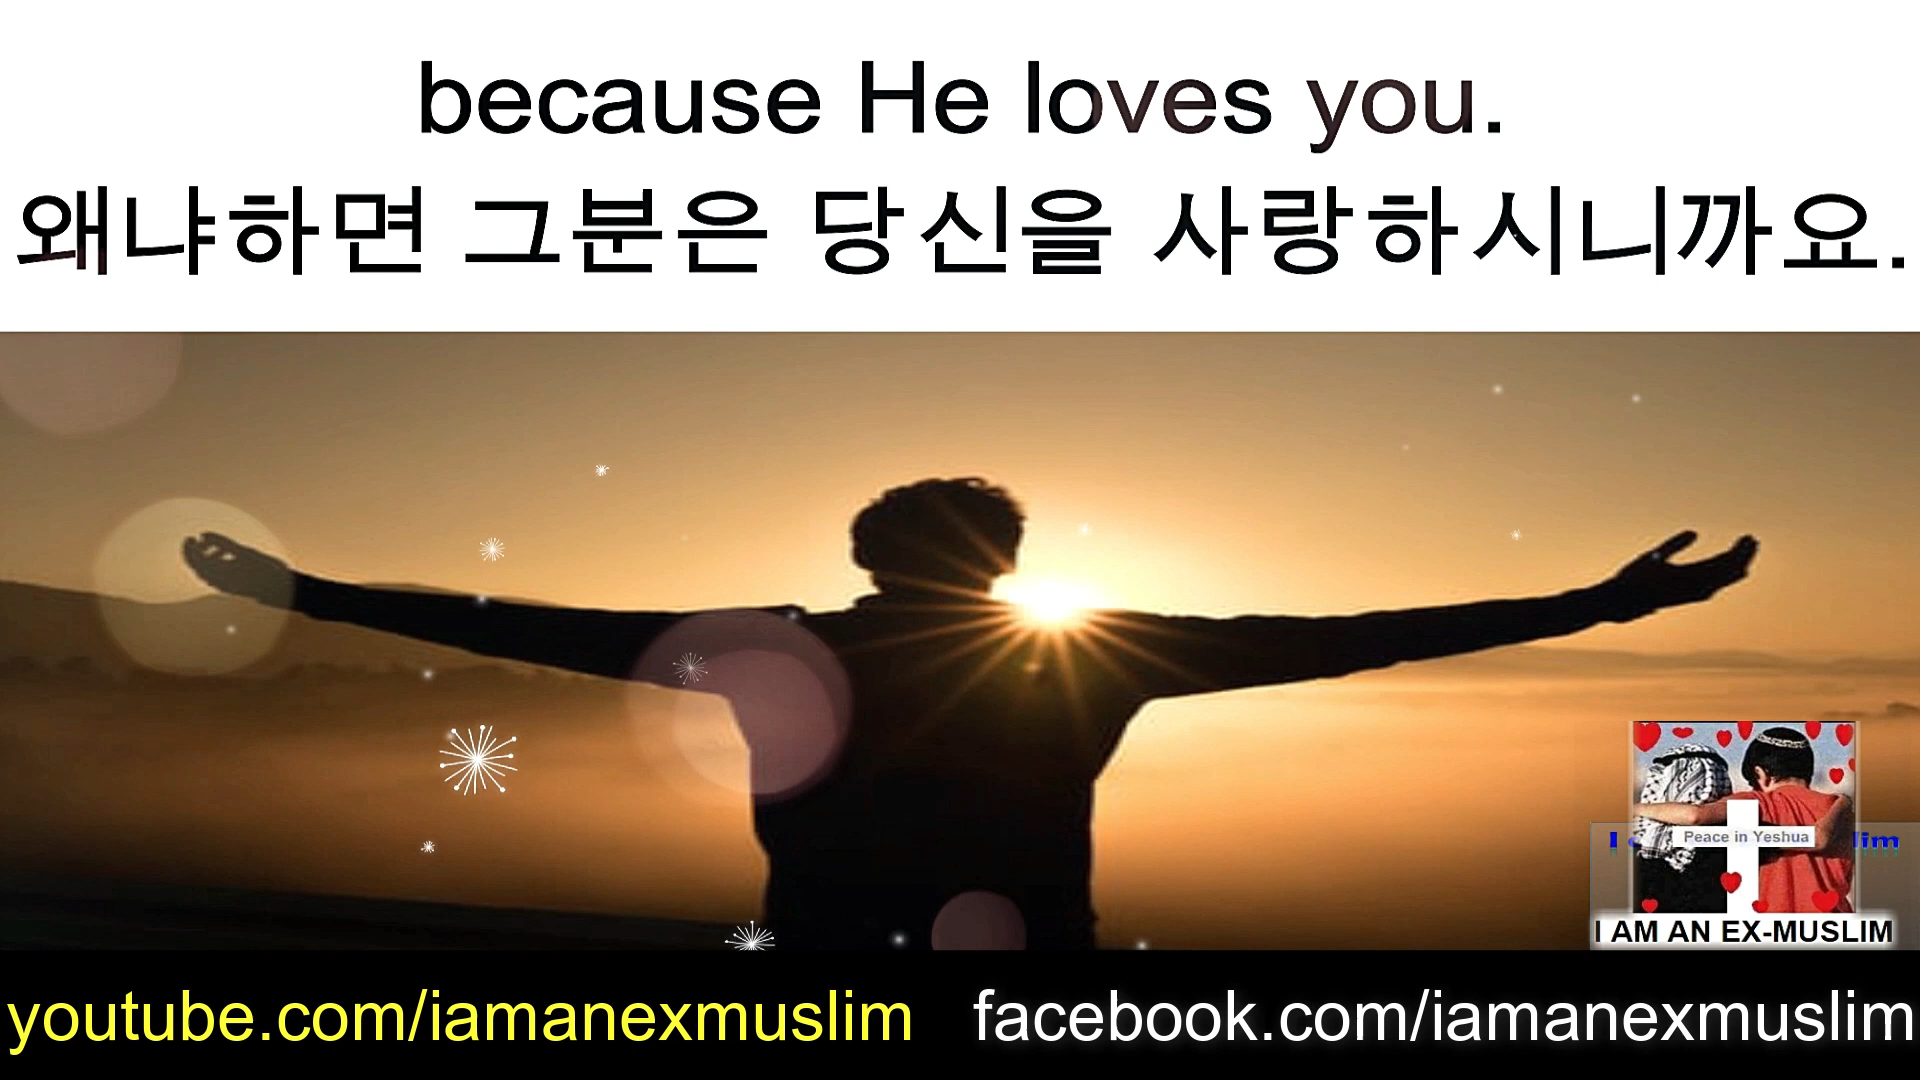 because He loves you.
왜냐하면 그분은 당신을 사랑하시니까요.
Peace in Yeshua
I AM AN EX-MUSLIM
youtube.com/iamanexmuslim facebook.com/iamanexmuslim